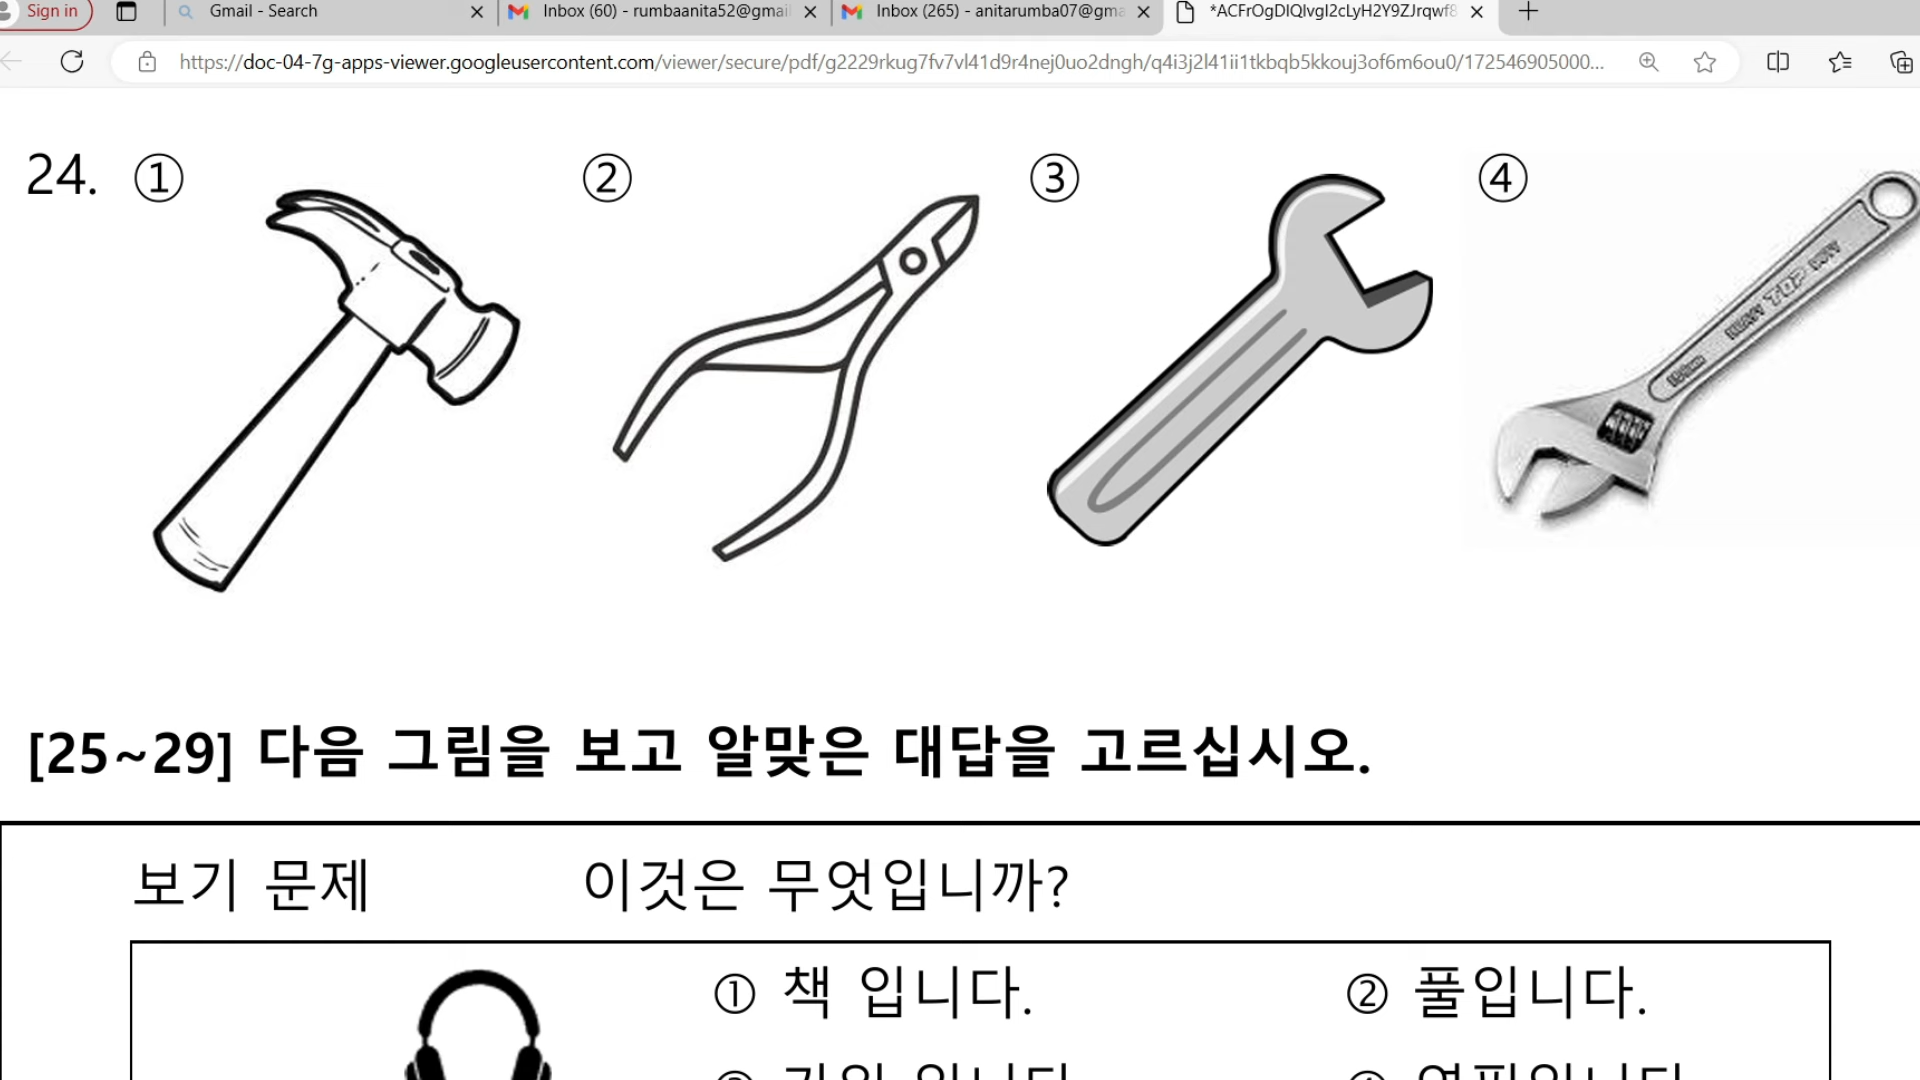 Sign in
Gmail - Search
Inbox (60) - rumbaanita52@gmai
Inbox (265) - anitarumba07@gma
https://doc-04-7g-apps-viewer.googleusercontent.com/viewer/secure/pdf/g2229rkug7fv7vl41d9r4nej0uo2dngh/q4i3j2l41ii1tkbqb5kkouj3of6m6ou0/172546905000...
24. ① ② ③ ④
[25~29] 다음 그림을 보고 알맞은 대답을 고르십시오.
보기 문제 이것은 무엇입니까?
① 책 입니다. ② 풀입니다.